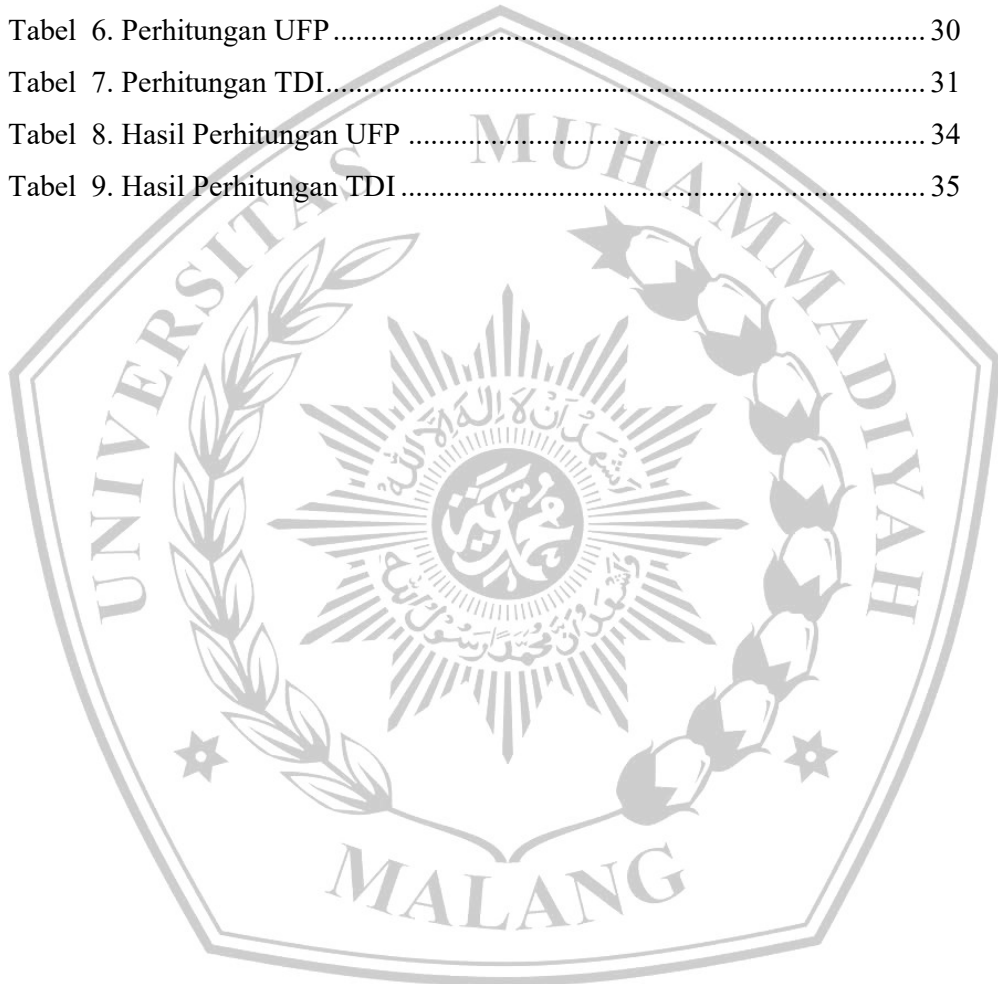 Tabel  6. Perhitungan UFP ................................................................................ 30
Tabel  7. Perhitungan TDI................................................................................. 31
Tabel  8. Hasil Perhitungan UFP ...................................................................... 34
Tabel  9. Hasil Perhitungan TDI ....................................................................... 35
UNIVERSITAS MUHAMMADIYAH
MALANG